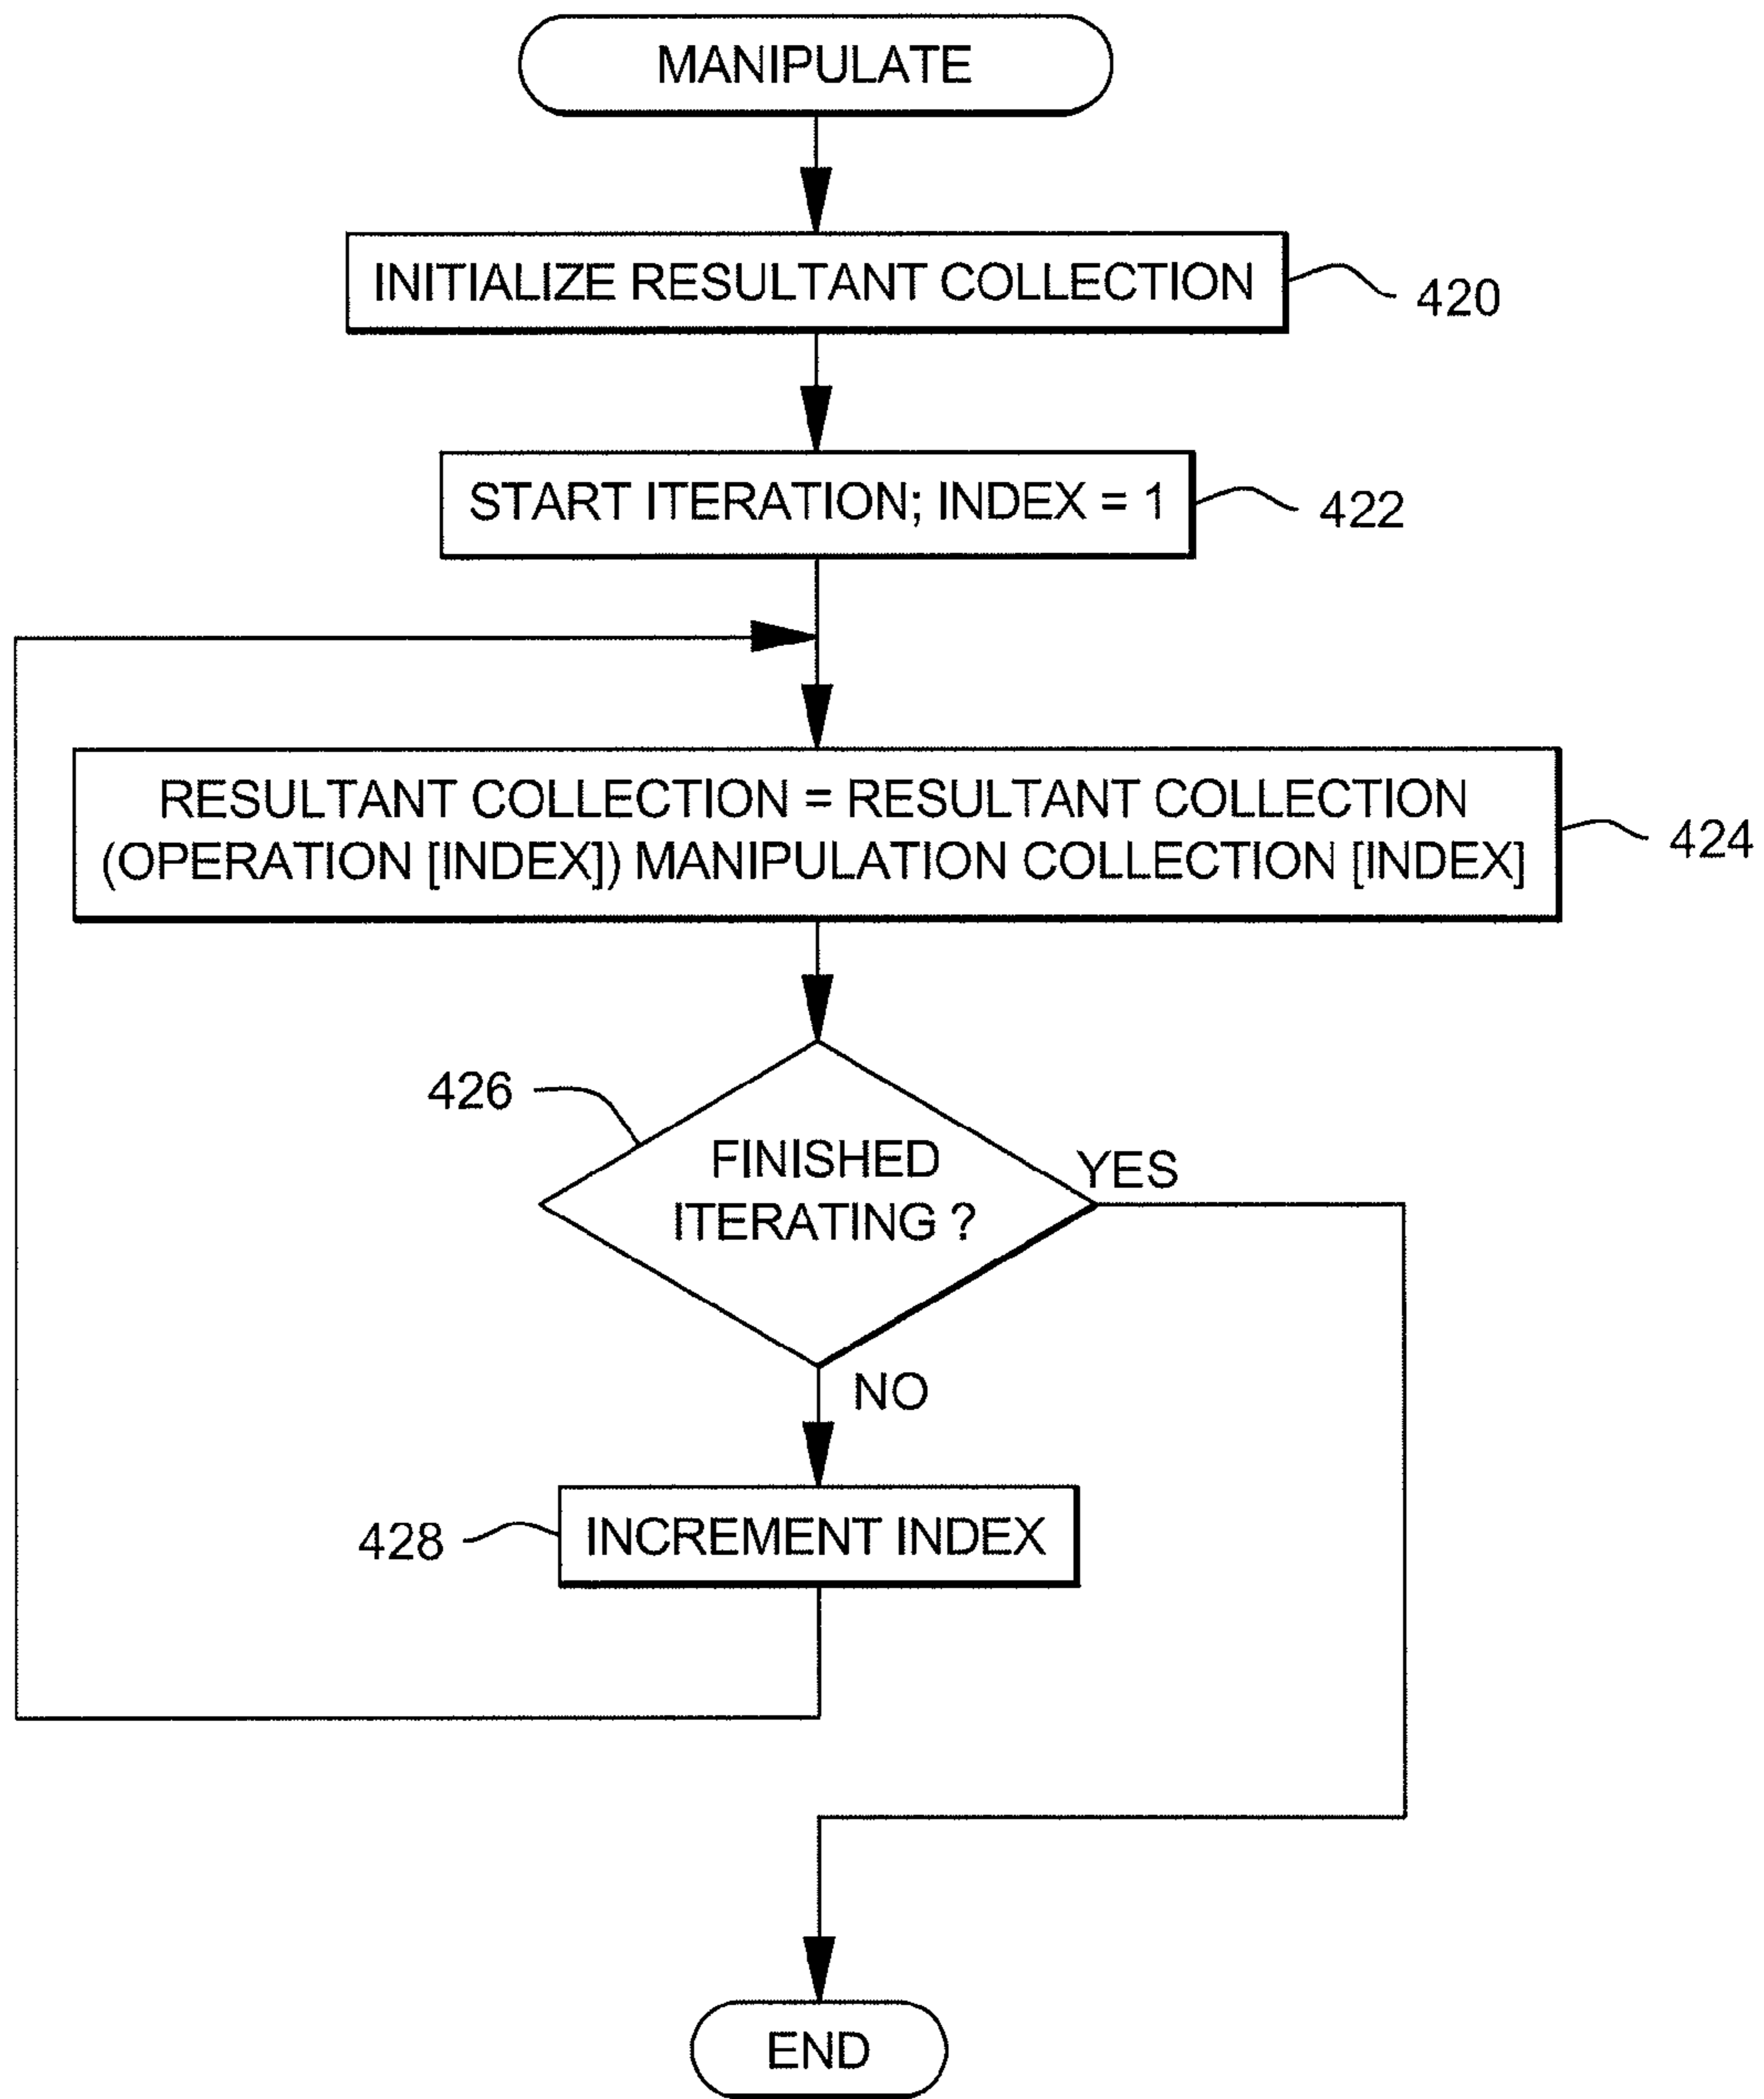 MANIPULATE
INITIALIZE RESULTANT COLLECTION
420
START ITERATION; INDEX = 1
422
RESULTANT COLLECTION = RESULTANT COLLECTION
(OPERATION [INDEX]) MANIPULATION COLLECTION [INDEX]
424
426
FINISHED
ITERATING ?
YES
NO
428
INCREMENT INDEX
END